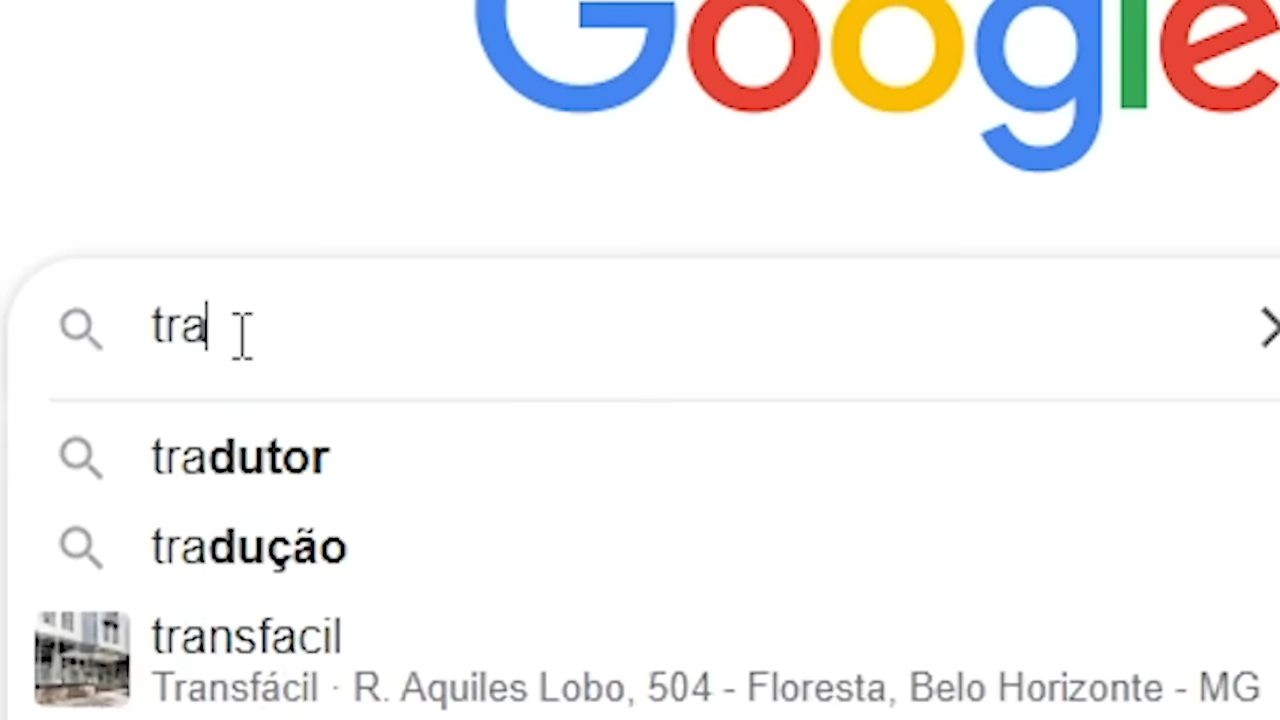 Google
tra
tradutor
tradução
transfacil
Transfácil · R. Aquiles Lobo, 504 - Floresta, Belo Horizonte - MG